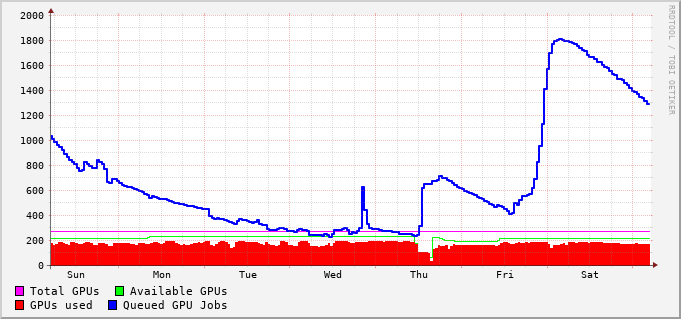 2000
1800
1600
1400
1200
1000
800
600
400
200
0
Sun Mon Tue Wed Thu Fri Sat
Total GPUs Available GPUs
GPUs used Queued GPU Jobs
RRDTOOL / TOBI OETIKER